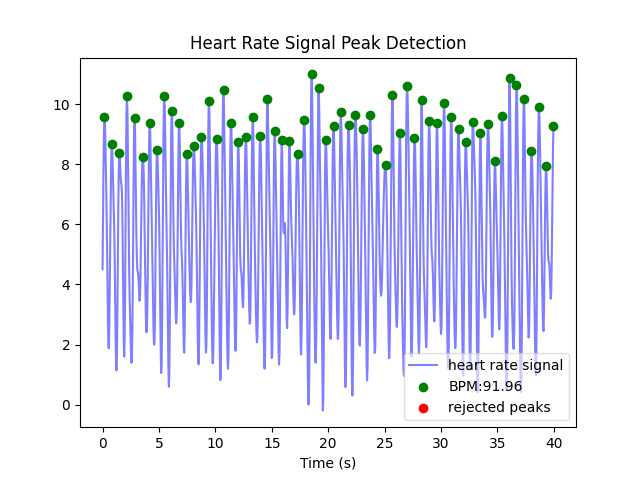 Heart Rate Signal Peak Detection
10
8
6
4
2
0
0 5 10 15 20 25 30 35 40
Time (s)
heart rate signal
BPM:91.96
rejected peaks